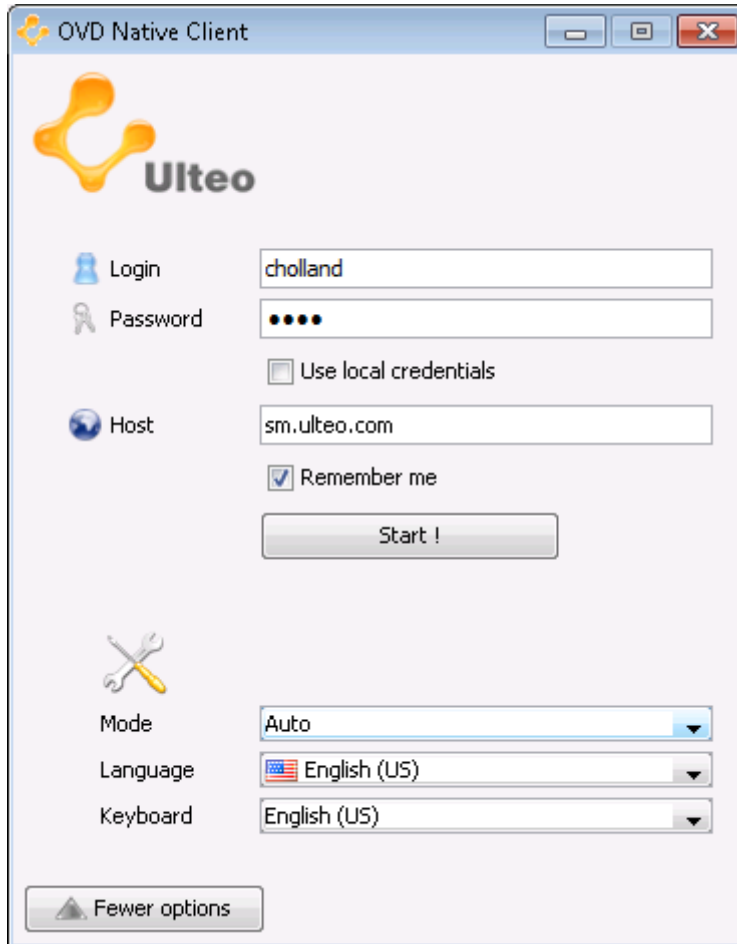 OVD Native Client
Ulteo
Login cholland
Password ••••
Use local credentials
Host sm.ulteo.com
Remember me
Start !
Mode Auto
Language English (US)
Keyboard English (US)
Fewer options